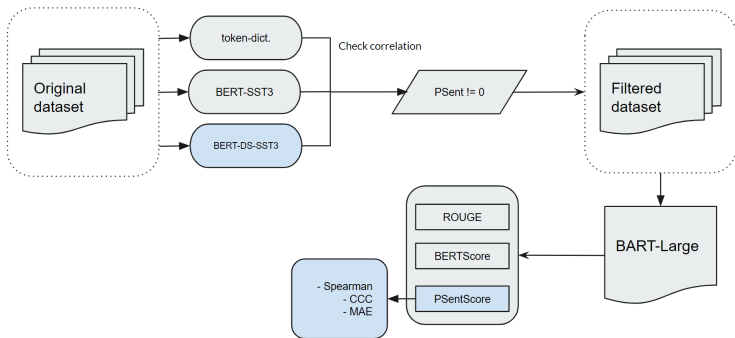 Original
dataset
token-dict.
BERT-SST3
BERT-DS-SST3
Check correlation
PSent != 0
Filtered
dataset
BART-Large
ROUGE
BERTScore
PSentScore
- Spearman
- CCC
- MAE